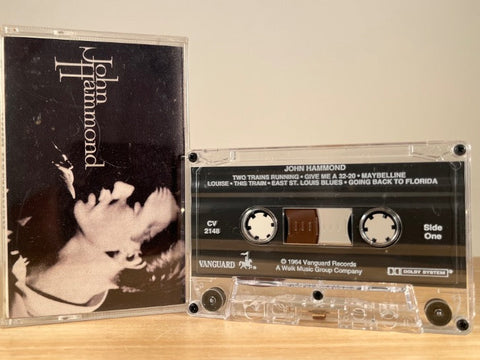 John
Hammond
JOHN HAMMOND
TWO TRAINS RUNNING • GIVE ME A 32-20 • MAYBELLINE
LOUISE • THIS TRAIN • EAST ST. LOUIS BLUES • GOING BACK TO FLORIDA
CV
2148
Side
One
VANGUARD
℗ 1964 Vanguard Records
A Welk Music Group Company
DOLBY SYSTEM